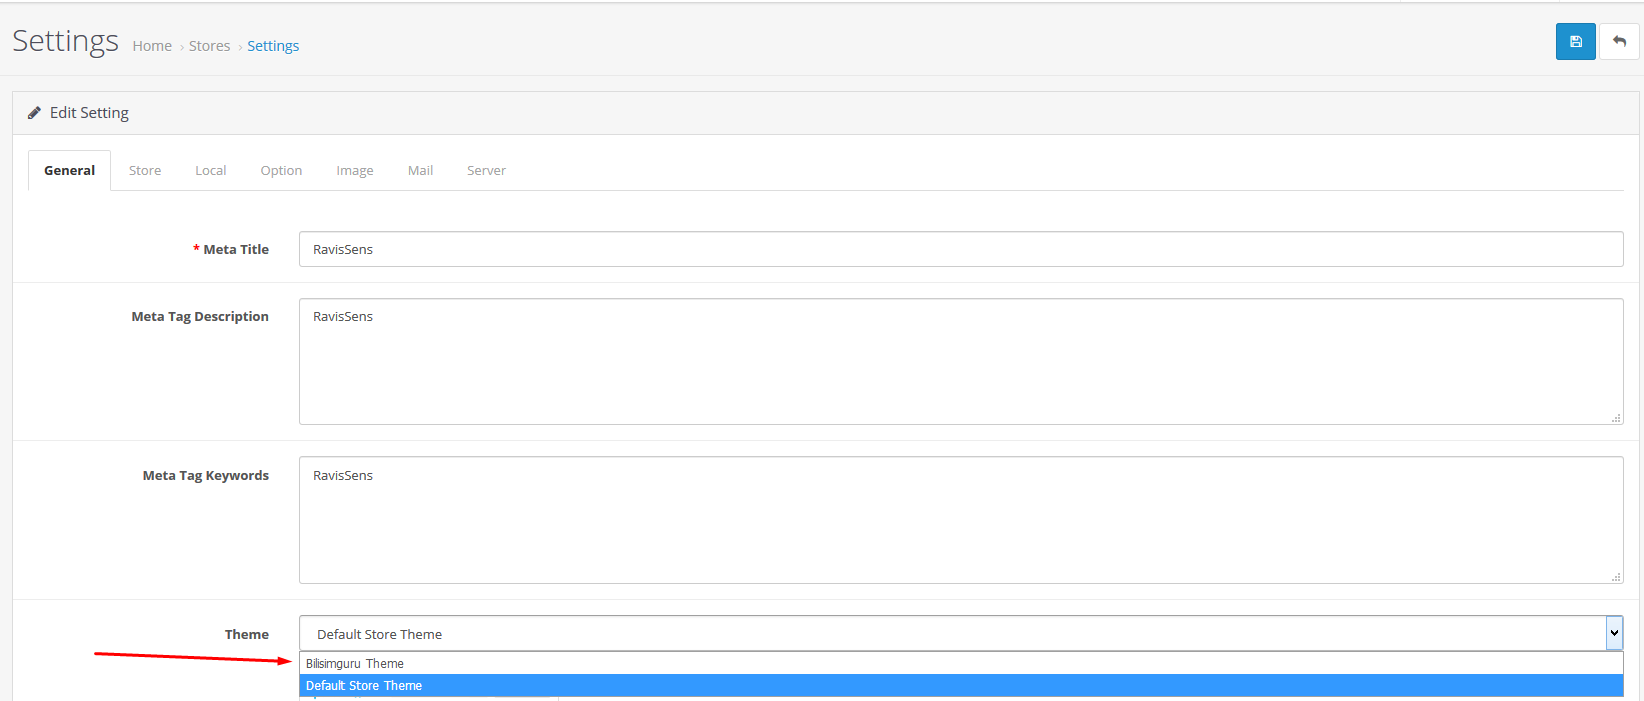 Settings Home › Stores › Settings
Edit Setting
General Store Local Option Image Mail Server
* Meta Title RavisSens
Meta Tag Description RavisSens
Meta Tag Keywords RavisSens
Theme Default Store Theme
Bilisimguru Theme
Default Store Theme